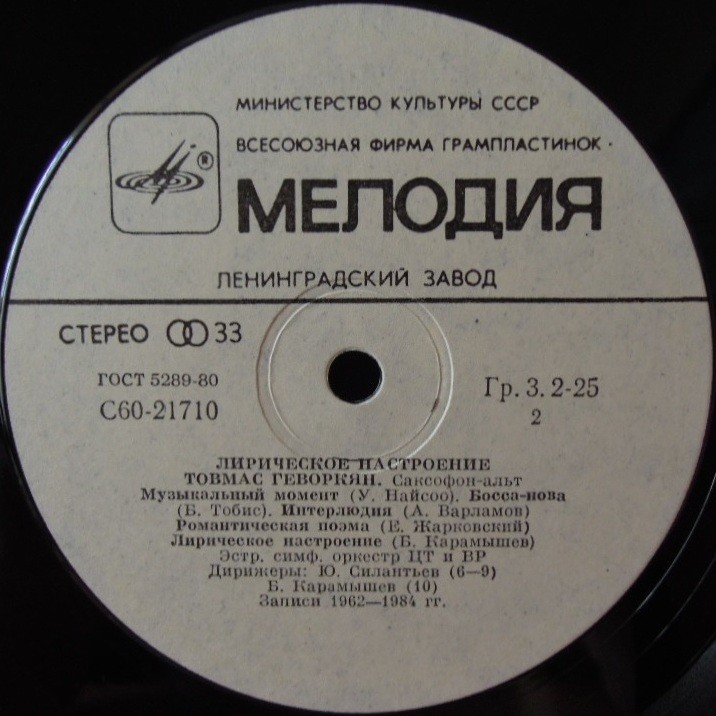 МИНИСТЕРСТВО КУЛЬТУРЫ СССР
ВСЕСОЮЗНАЯ ФИРМА ГРАМПЛАСТИНОК ·
®
МЕЛОДИЯ
ЛЕНИНГРАДСКИЙ ЗАВОД
СТЕРЕО 33
ГОСТ 5289-80
С60-21710
Гр. 3. 2-25
2
ЛИРИЧЕСКОЕ НАСТРОЕНИЕ
ТОВМАС ГЕВОРКЯН. Саксофон-альт
Музыкальный момент (У. Найсоо). Босса-нова
(Б. Тобис). Интерлюдия (А. Варламов)
Романтическая поэма (Е. Жарковский)
Лирическое настроение (Б. Карамышев)
Эстр. симф. оркестр ЦТ и ВР
Дирижеры: Ю. Силантьев (6—9)
Б. Карамышев (10)
Записи 1962—1984 гг.